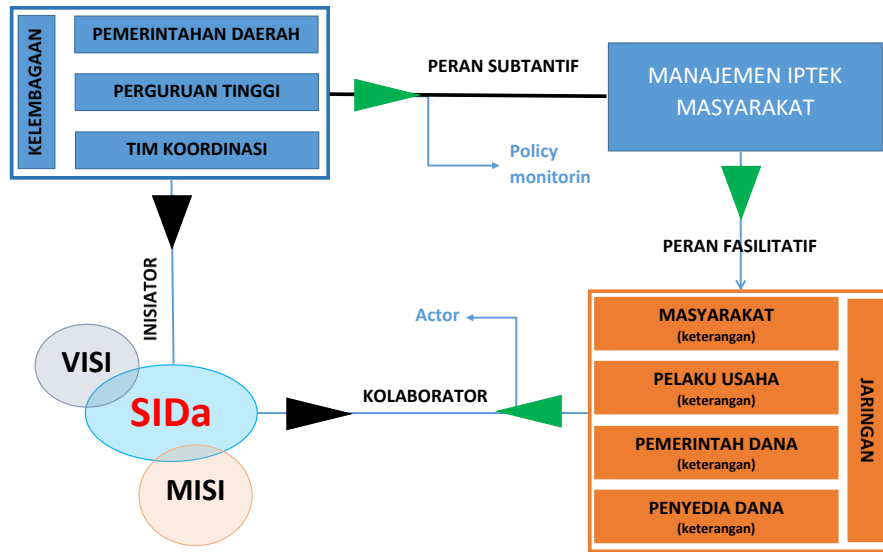 KELEMBAGAAN
PEMERINTAHAN DAERAH
PERGURUAN TINGGI
TIM KOORDINASI
PERAN SUBTANTIF
MANAJEMEN IPTEK
MASYARAKAT
Policy
monitorin
PERAN FASILITATIF
INISIATOR
Actor
KOLABORATOR
VISI
SIDa
MISI
MASYARAKAT
(keterangan)
PELAKU USAHA
(keterangan)
PEMERINTAH DANA
(keterangan)
PENYEDIA DANA
(keterangan)
JARINGAN